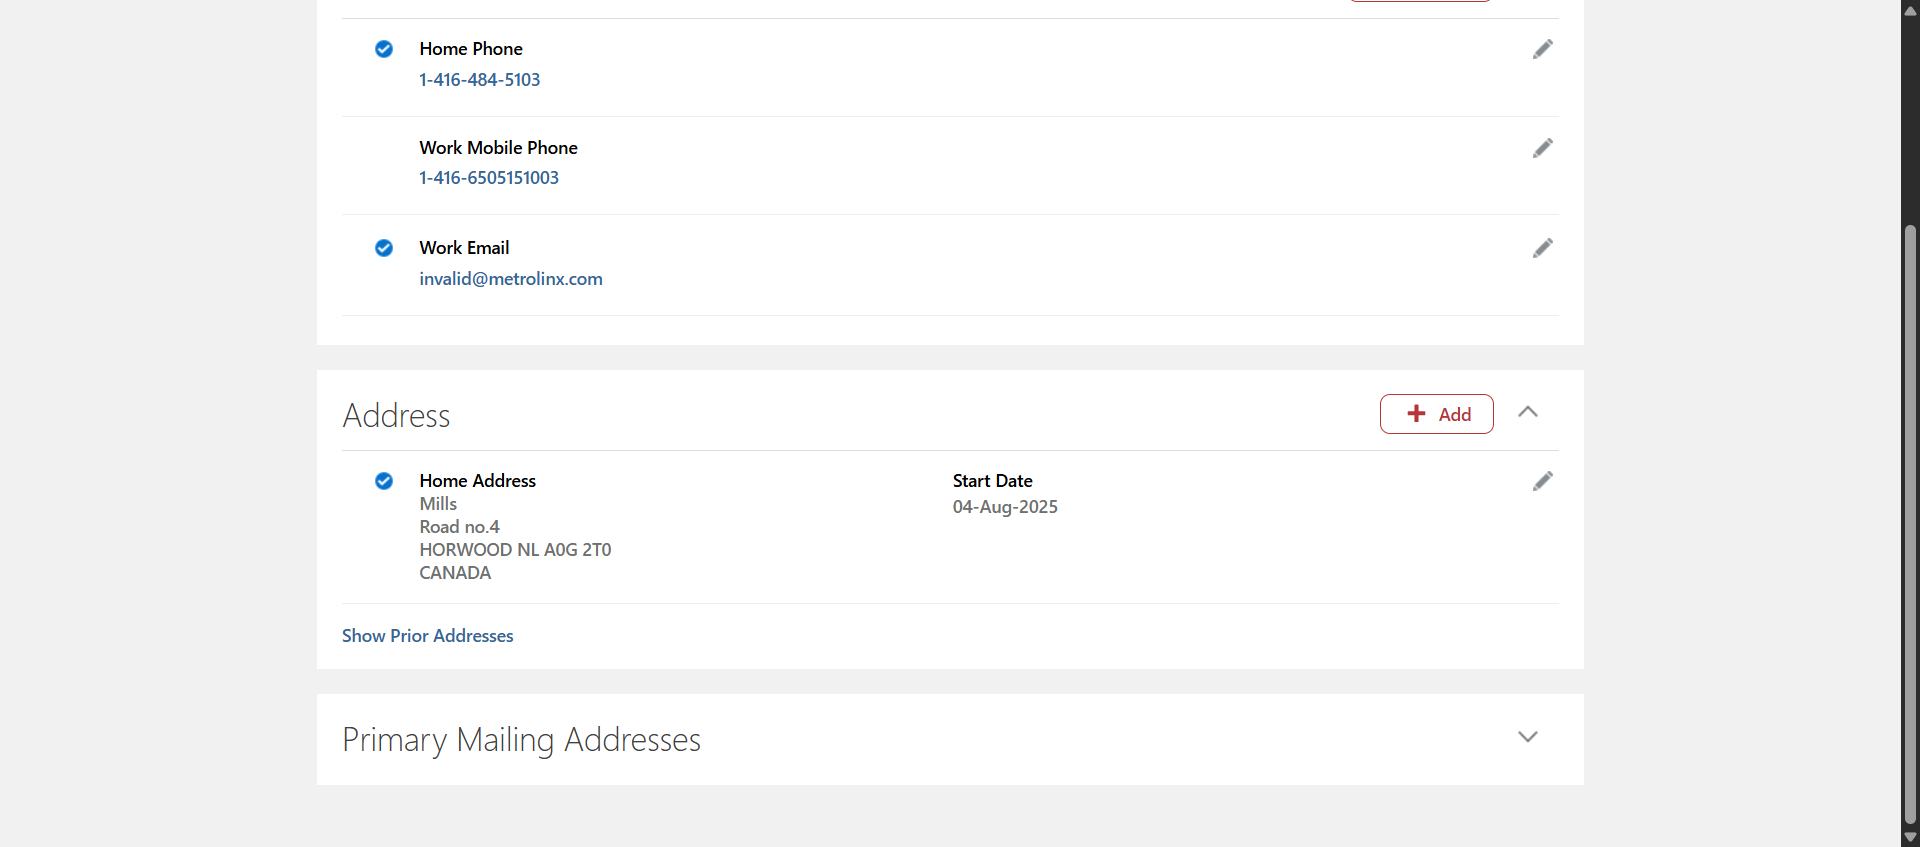 Home Phone
1-416-484-5103
Work Mobile Phone
1-416-6505151003
Work Email
invalid@metrolinx.com
Address
Add
Home Address
Start Date
Mills
04-Aug-2025
Road no.4
HORWOOD NL A0G 2T0
CANADA
Show Prior Addresses
Primary Mailing Addresses